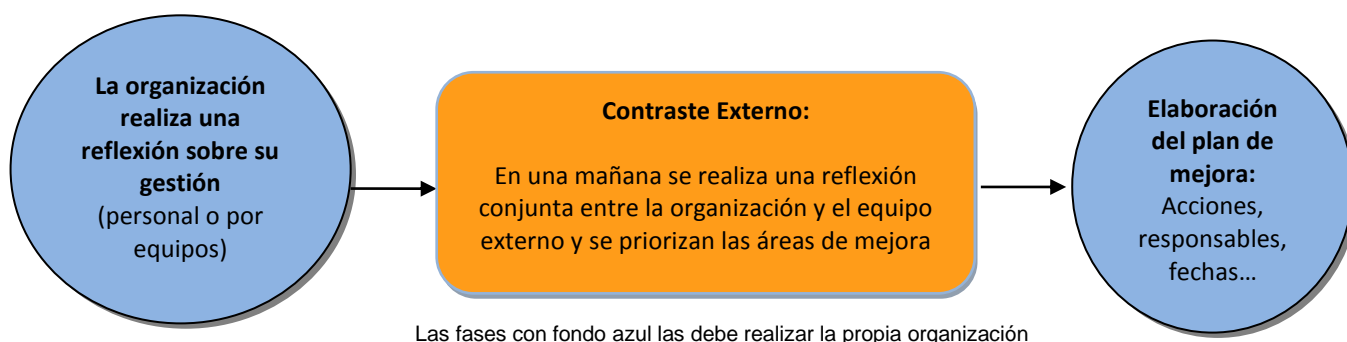 La organización
realiza una
reflexión sobre su
gestión
(personal o por
equipos)
Contraste Externo:
En una mañana se realiza una reflexión
conjunta entre la organización y el equipo
externo y se priorizan las áreas de mejora
Elaboración
del plan de
mejora:
Acciones,
responsables,
fechas…
Las fases con fondo azul las debe realizar la propia organización